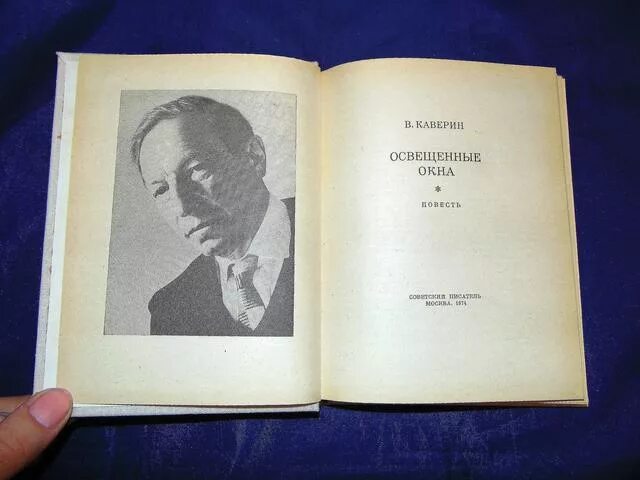 В. КАВЕРИН
ОСВЕЩЕННЫЕ
ОКНА
*
ПОВЕСТЬ
СОВЕТСКИЙ ПИСАТЕЛЬ
МОСКВА, 1974